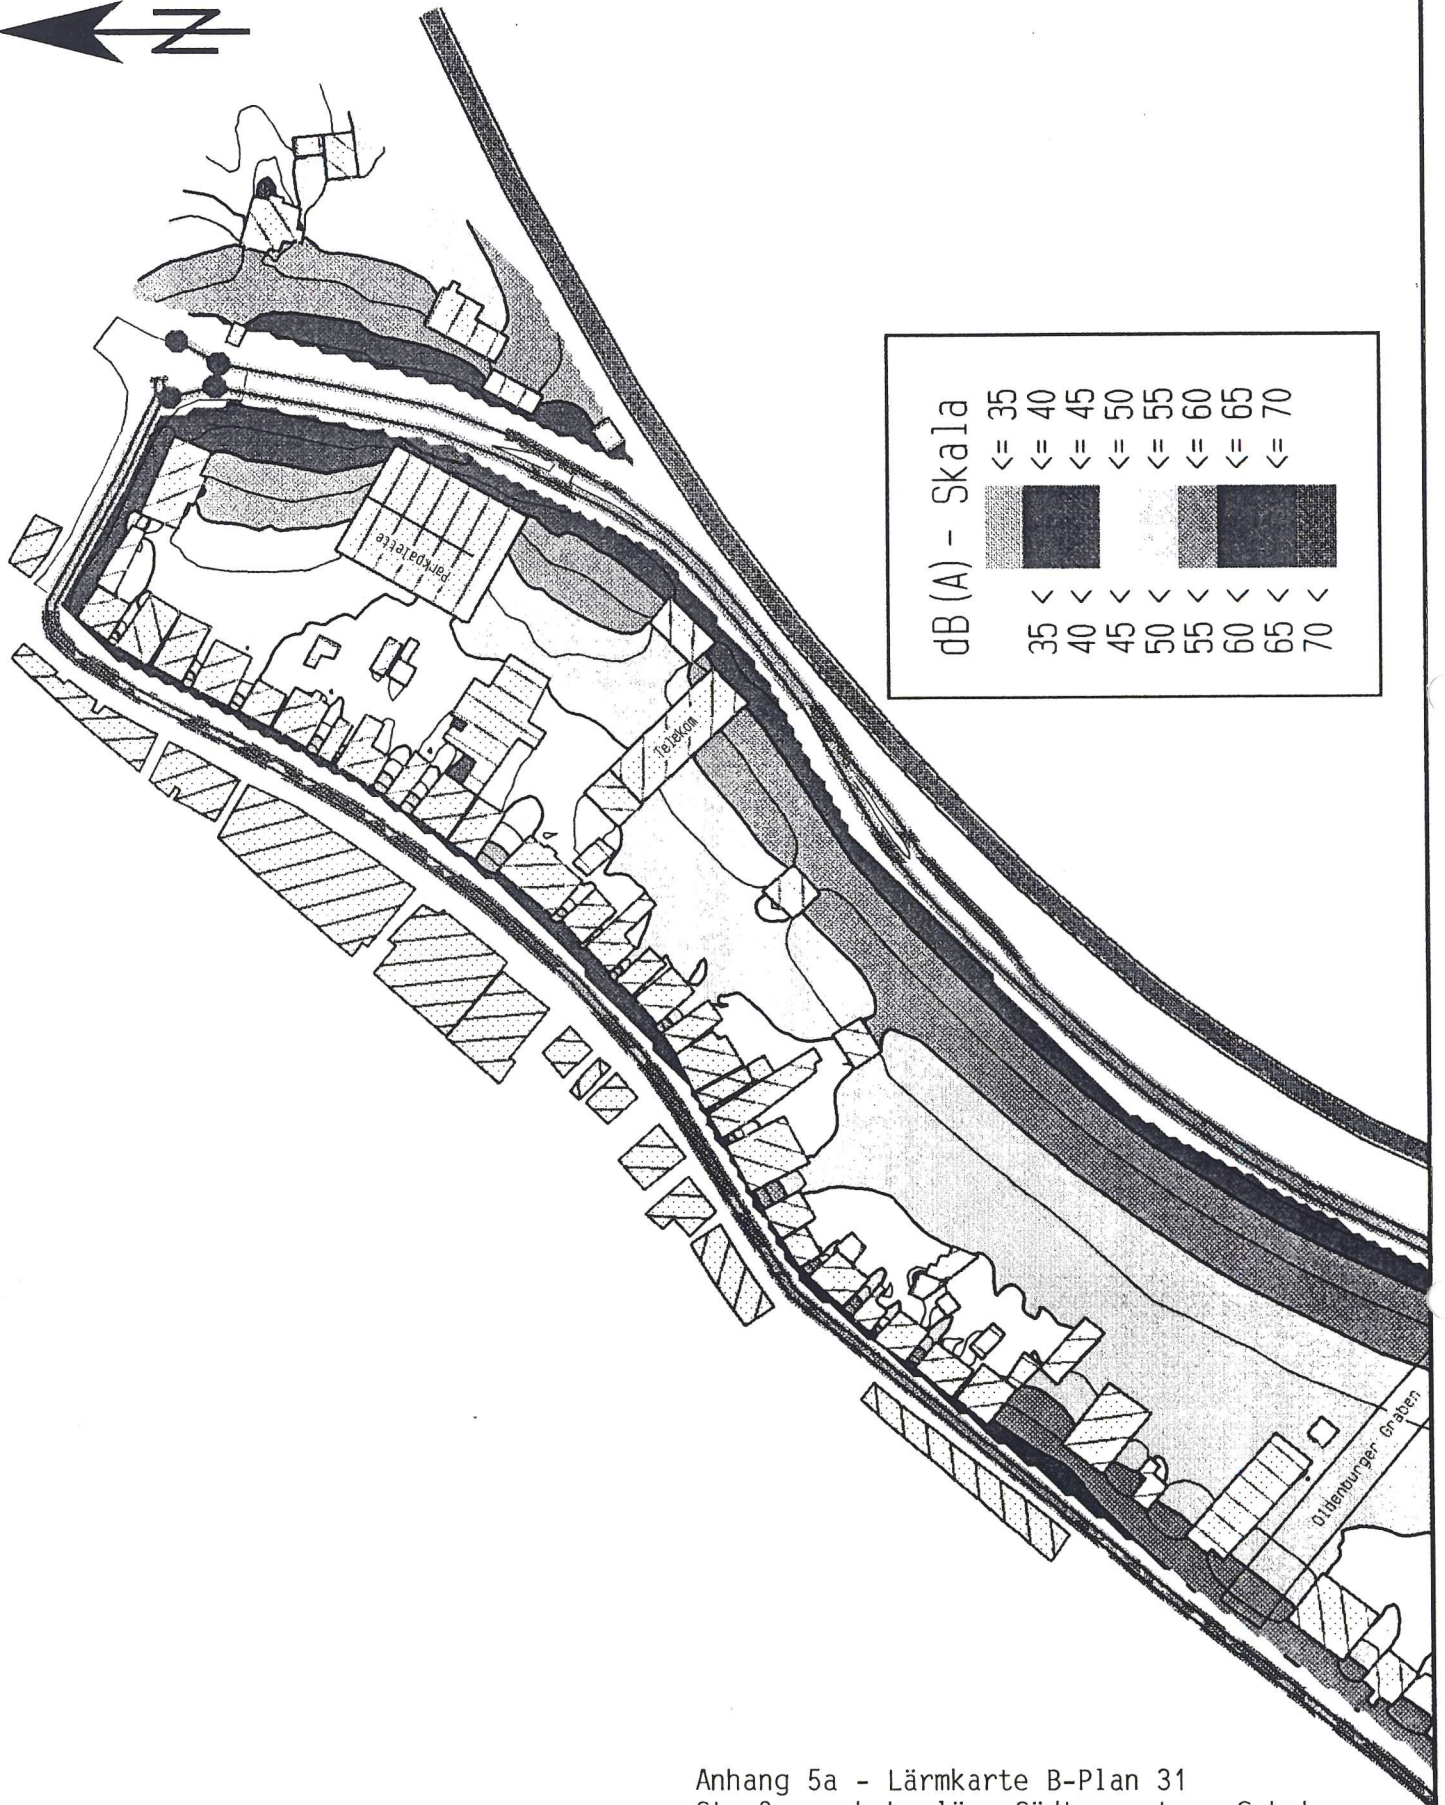 N
Parkpalette
Telekom
dB (A) - Skala
<= 35
35 < <= 40
40 < <= 45
45 < <= 50
50 < <= 55
55 < <= 60
60 < <= 65
65 < <= 70
70 <
Oldenburger Graben
Anhang 5a - Lärmkarte B-Plan 31